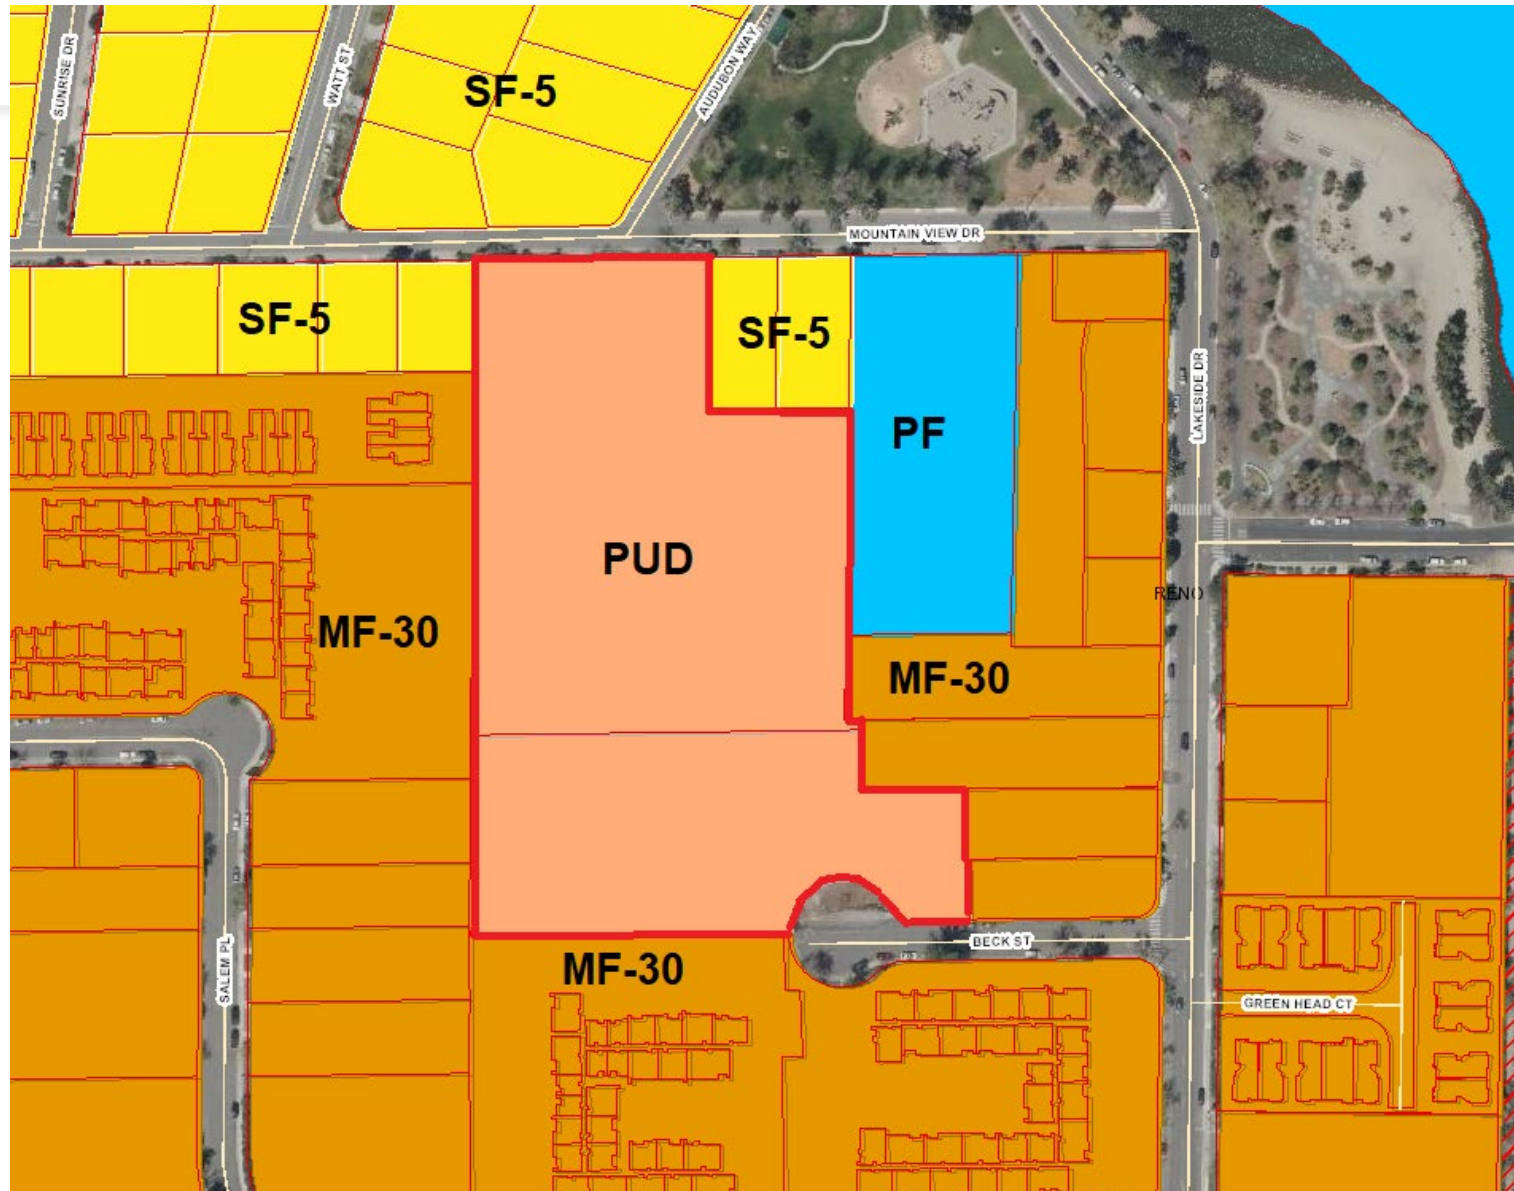 SUNRISE DR
WATT ST
SF-5
AUDUBON WAY
MOUNTAIN VIEW DR
SF-5
SF-5
PF
LAKESIDE DR
PUD
RENO
MF-30
MF-30
SALEM PL
MF-30
BECK ST
GREEN HEAD CT